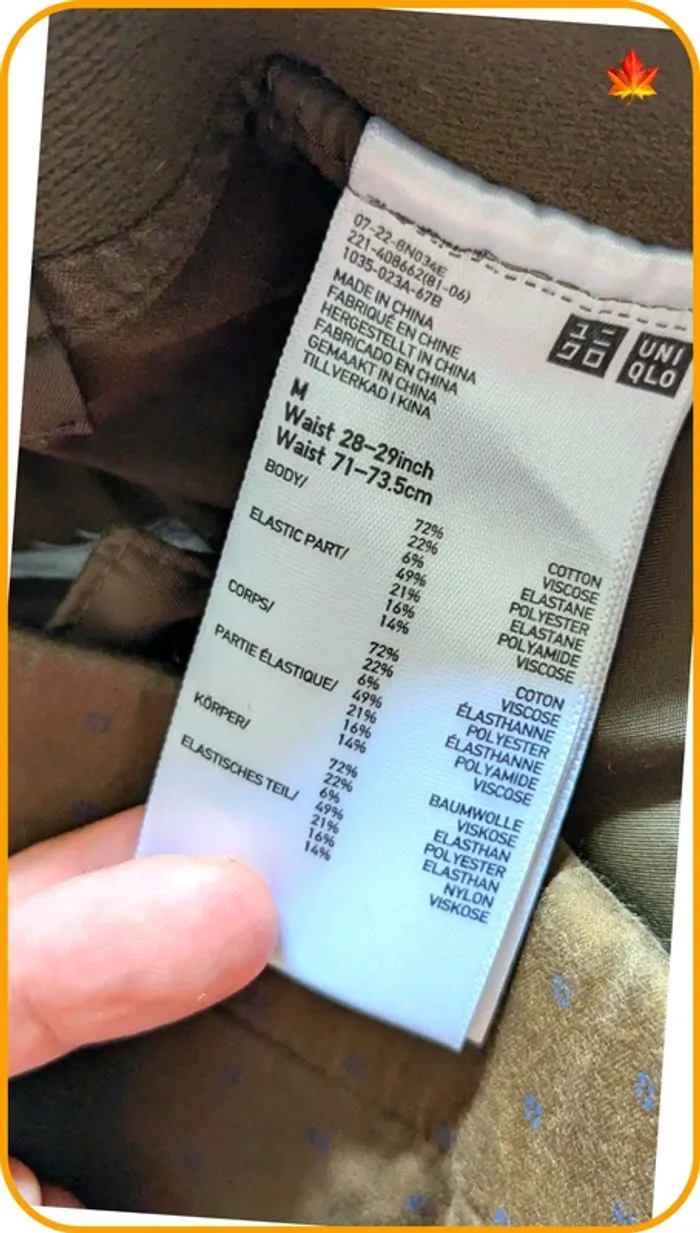 07-22-BN034E
221-408662(81-06)
1035-023A-67B
MADE IN CHINA
FABRIQUÉ EN CHINE
HERGESTELLT IN CHINA
FABRICADO EN CHINA
GEMAAKT IN CHINA
TILLVERKAD I KINA
ユニ
クロ
UNI
QLO
M
Waist 28–29inch
Waist 71–73.5cm
BODY/ 72% COTTON
22% VISCOSE
6% ELASTANE
ELASTIC PART/ 49% POLYESTER
21% ELASTANE
16% POLYAMIDE
14% VISCOSE
CORPS/ 72% COTON
22% VISCOSE
6% ÉLASTHANNE
PARTIE ÉLASTIQUE/ 49% POLYESTER
21% ÉLASTHANNE
16% POLYAMIDE
14% VISCOSE
KÖRPER/ 72% BAUMWOLLE
22% VISKOSE
6% ELASTHAN
ELASTISCHES TEIL/ 49% POLYESTER
21% ELASTHAN
16% NYLON
14% VISKOSE